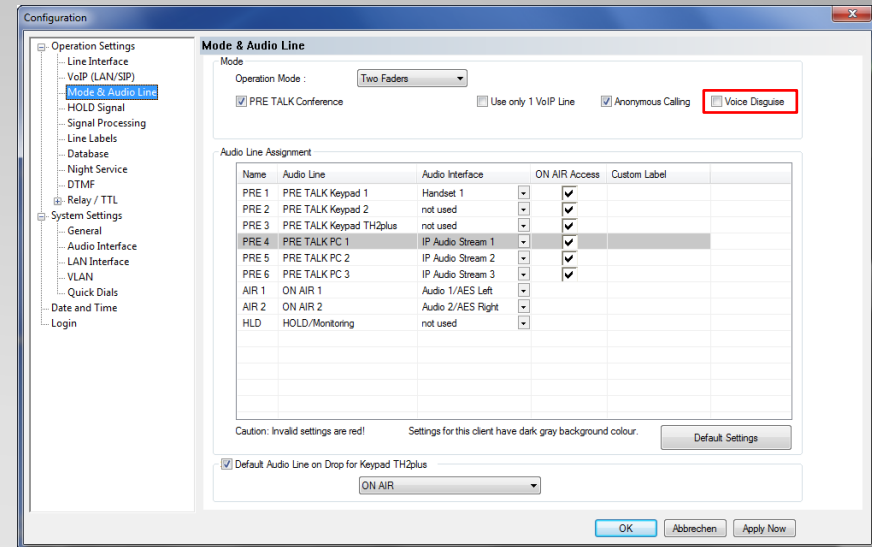 Configuration
Operation Settings
Line Interface
VoIP (LAN/SIP)
Mode & Audio Line
HOLD Signal
Signal Processing
Line Labels
Database
Night Service
DTMF
Relay / TTL
System Settings
General
Audio Interface
LAN Interface
VLAN
Quick Dials
Date and Time
Login
Mode & Audio Line
Mode
Operation Mode : Two Faders
PRE TALK Conference Use only 1 VoIP Line Anonymous Calling Voice Disguise
Audio Line Assignment
Name Audio Line Audio Interface ON AIR Access Custom Label
PRE 1 PRE TALK Keypad 1 Handset 1
PRE 2 PRE TALK Keypad 2 not used
PRE 3 PRE TALK Keypad TH2plus not used
PRE 4 PRE TALK PC 1 IP Audio Stream 1
PRE 5 PRE TALK PC 2 IP Audio Stream 2
PRE 6 PRE TALK PC 3 IP Audio Stream 3
AIR 1 ON AIR 1 Audio 1/AES Left
AIR 2 ON AIR 2 Audio 2/AES Right
HLD HOLD/Monitoring not used
Caution: Invalid settings are red! Settings for this client have dark gray background colour. Default Settings
Default Audio Line on Drop for Keypad TH2plus
ON AIR
OK Abbrechen Apply Now